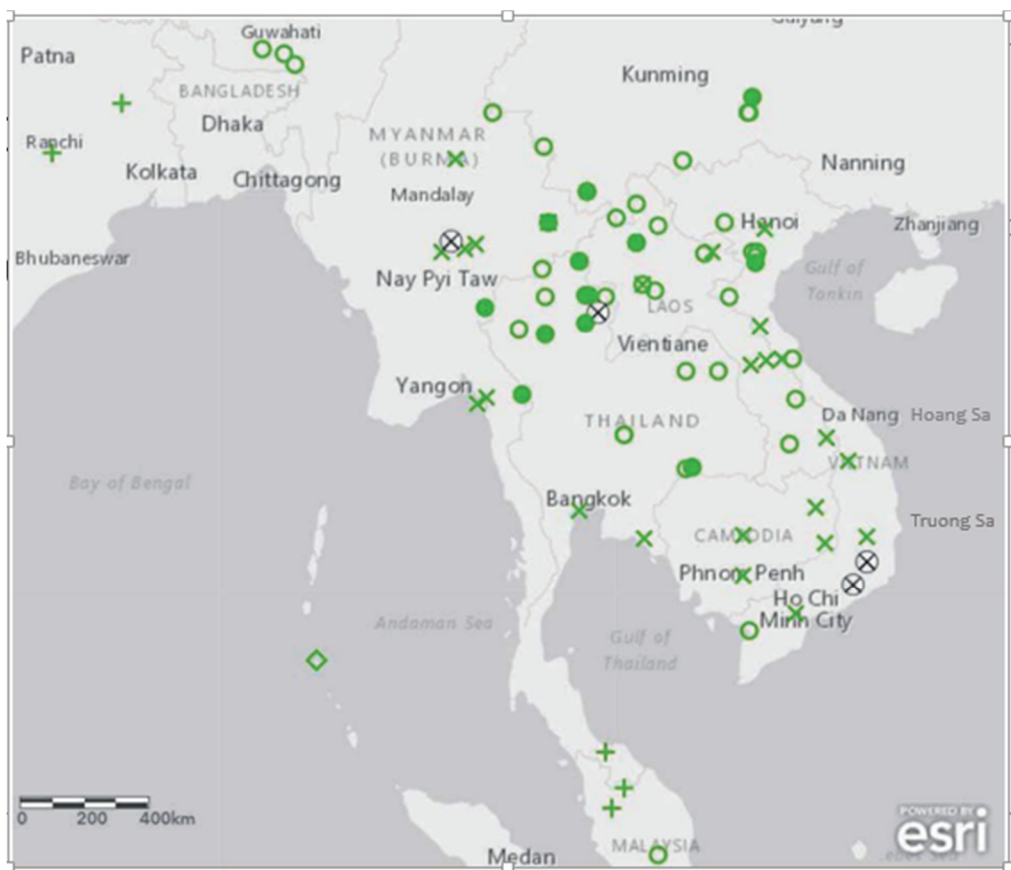 Guiyang
Guwahati
Patna
Kunming
BANGLADESH
Dhaka
MYANMAR
(BURMA)
Ranchi
Nanning
Kolkata
Chittagong
Mandalay
Hanoi
Zhanjiang
Bhubaneswar
Nay Pyi Taw
Gulf of
Tonkin
LAOS
Vientiane
Yangon
THAILAND
Da Nang
Hoang Sa
VIETNAM
Bay of Bengal
Bangkok
Truong Sa
CAMBODIA
Phnom Penh
Ho Chi
Minh City
Andaman Sea
Gulf of
Thailand
0 200 400km
POWERED BY
esri
MALAYSIA
Medan
Sea